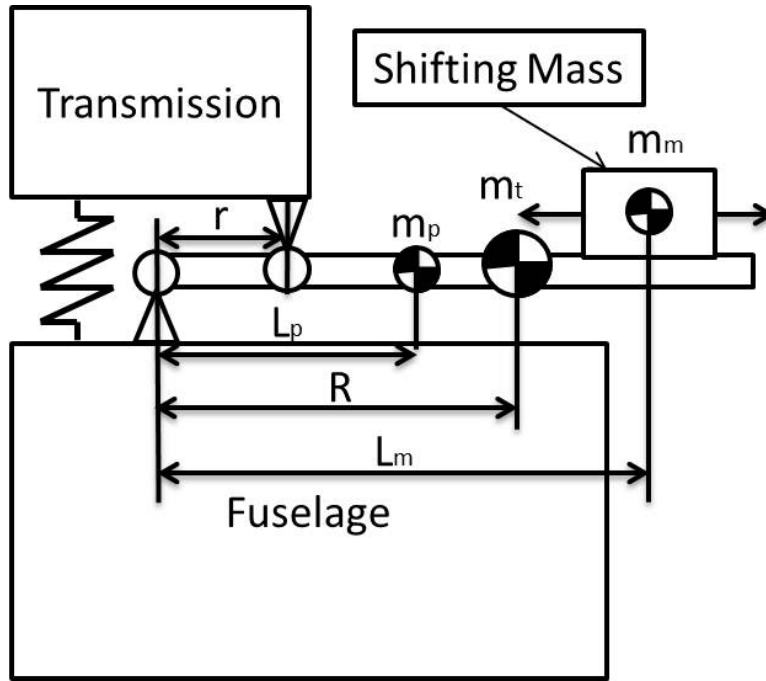 Shifting Mass
Transmission
mm
mt
r
mp
Lp
R
Lm
Fuselage